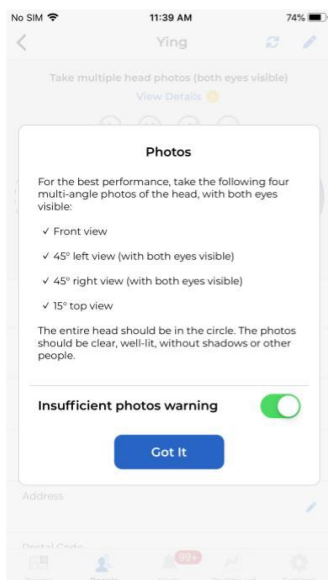 No SIM 11:39 AM 74%
Ying
Take multiple head photos (both eyes visible)
View Details
Photos
For the best performance, take the following four
multi-angle photos of the head, with both eyes
visible:
✓ Front view
✓ 45° left view (with both eyes visible)
✓ 45° right view (with both eyes visible)
✓ 15° top view
The entire head should be in the circle. The photos
should be clear, well-lit, without shadows or other
people.
Insufficient photos warning
Got It
Address
Postal Code
99+
People